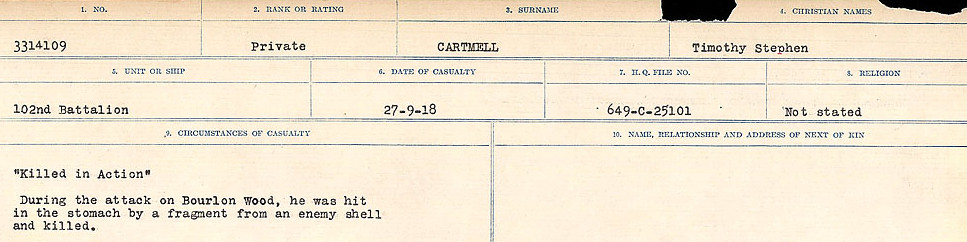 1. NO. 2. RANK OR RATING 3. SURNAME 4. CHRISTIAN NAMES
3314109 Private CARTMELL Timothy Stephen
5. UNIT OR SHIP 6. DATE OF CASUALTY 7. H.Q. FILE NO. 8. RELIGION
102nd Battalion 27-9-18 649-C-25101 Not stated
9. CIRCUMSTANCES OF CASUALTY 10. NAME, RELATIONSHIP AND ADDRESS OF NEXT OF KIN
"Killed in Action"
During the attack on Bourlon Wood, he was hit
in the stomach by a fragment from an enemy shell
and killed.